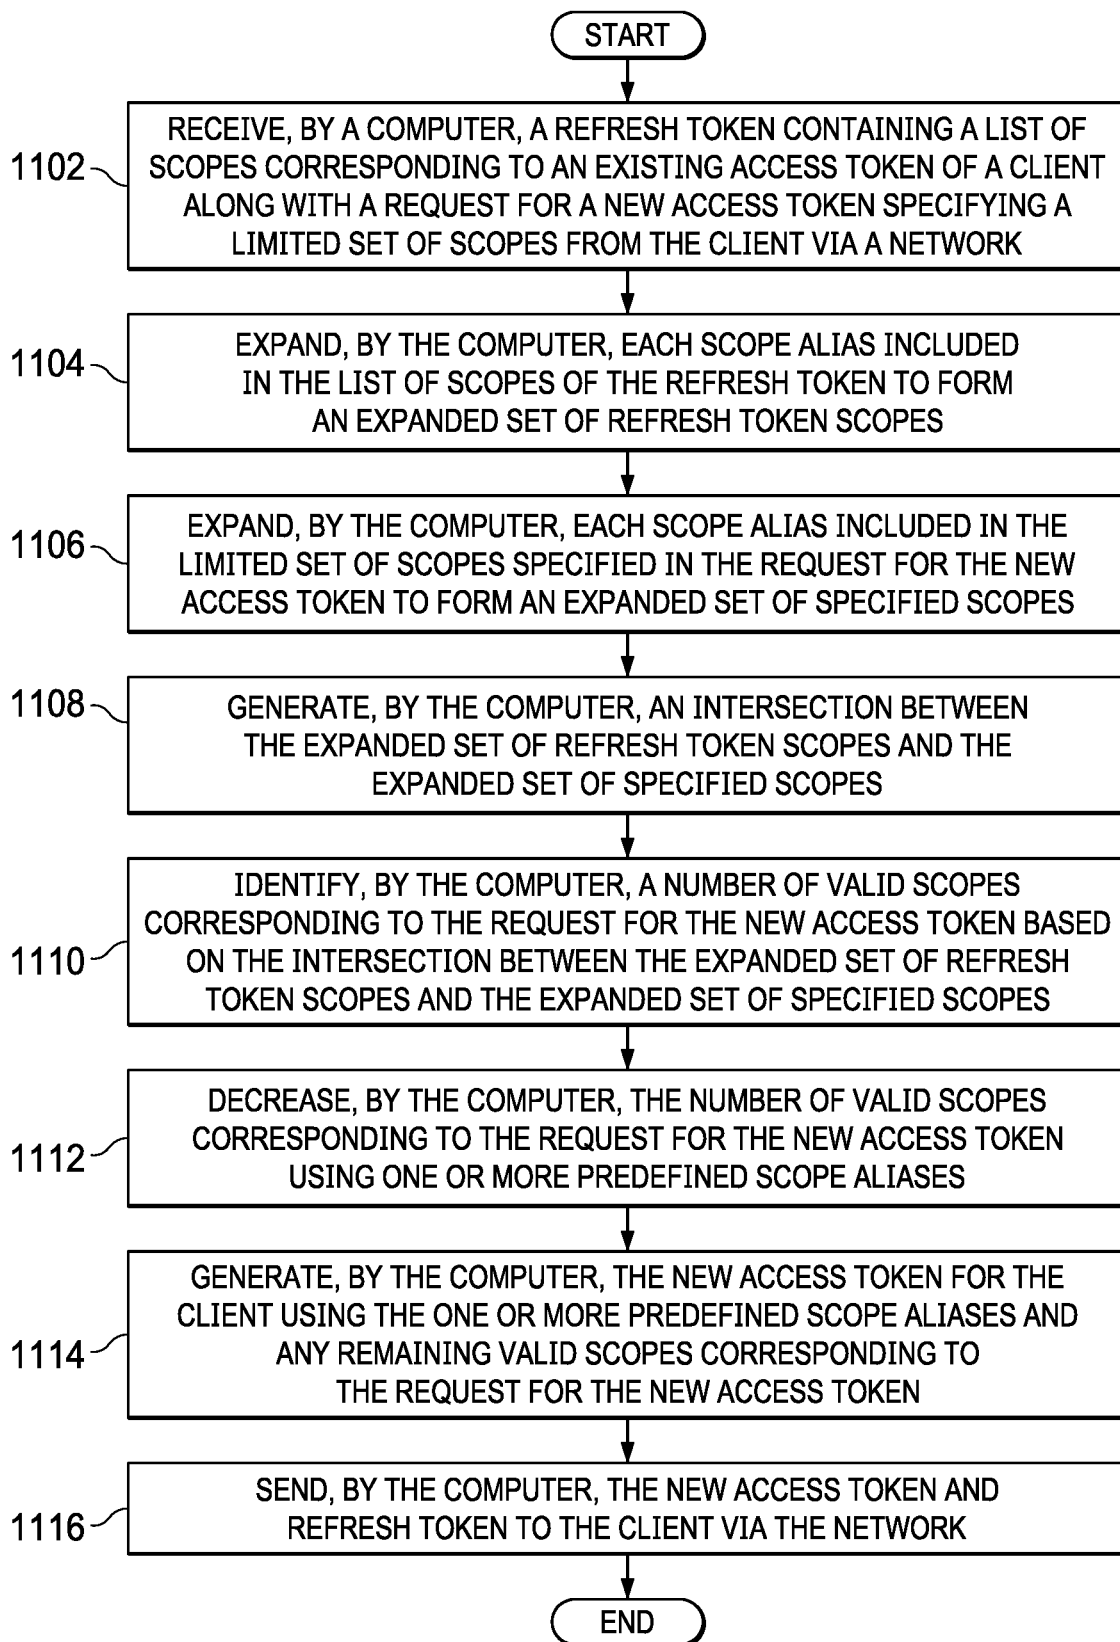 START
1102
RECEIVE, BY A COMPUTER, A REFRESH TOKEN CONTAINING A LIST OF
SCOPES CORRESPONDING TO AN EXISTING ACCESS TOKEN OF A CLIENT
ALONG WITH A REQUEST FOR A NEW ACCESS TOKEN SPECIFYING A
LIMITED SET OF SCOPES FROM THE CLIENT VIA A NETWORK
1104
EXPAND, BY THE COMPUTER, EACH SCOPE ALIAS INCLUDED
IN THE LIST OF SCOPES OF THE REFRESH TOKEN TO FORM
AN EXPANDED SET OF REFRESH TOKEN SCOPES
1106
EXPAND, BY THE COMPUTER, EACH SCOPE ALIAS INCLUDED IN THE
LIMITED SET OF SCOPES SPECIFIED IN THE REQUEST FOR THE NEW
ACCESS TOKEN TO FORM AN EXPANDED SET OF SPECIFIED SCOPES
1108
GENERATE, BY THE COMPUTER, AN INTERSECTION BETWEEN
THE EXPANDED SET OF REFRESH TOKEN SCOPES AND THE
EXPANDED SET OF SPECIFIED SCOPES
1110
IDENTIFY, BY THE COMPUTER, A NUMBER OF VALID SCOPES
CORRESPONDING TO THE REQUEST FOR THE NEW ACCESS TOKEN BASED
ON THE INTERSECTION BETWEEN THE EXPANDED SET OF REFRESH
TOKEN SCOPES AND THE EXPANDED SET OF SPECIFIED SCOPES
1112
DECREASE, BY THE COMPUTER, THE NUMBER OF VALID SCOPES
CORRESPONDING TO THE REQUEST FOR THE NEW ACCESS TOKEN
USING ONE OR MORE PREDEFINED SCOPE ALIASES
1114
GENERATE, BY THE COMPUTER, THE NEW ACCESS TOKEN FOR THE
CLIENT USING THE ONE OR MORE PREDEFINED SCOPE ALIASES AND
ANY REMAINING VALID SCOPES CORRESPONDING TO
THE REQUEST FOR THE NEW ACCESS TOKEN
1116
SEND, BY THE COMPUTER, THE NEW ACCESS TOKEN AND
REFRESH TOKEN TO THE CLIENT VIA THE NETWORK
END